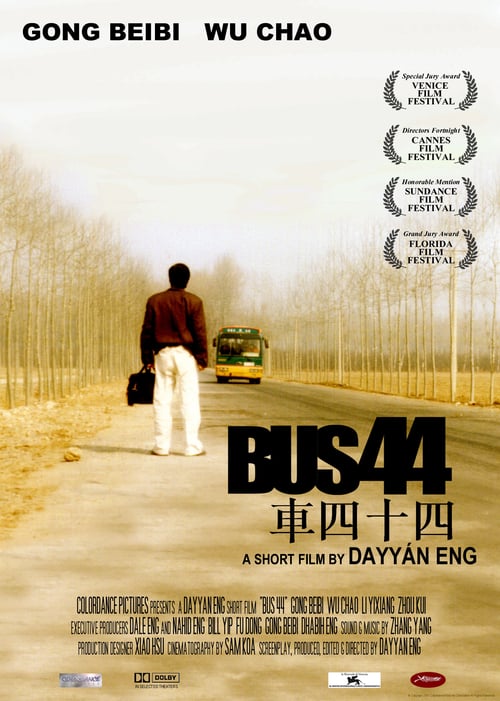 GONG BEIBI WU CHAO
Special Jury Award
VENICE
FILM
FESTIVAL
Directors Fortnight
CANNES
FILM
FESTIVAL
Honorable Mention
SUNDANCE
FILM
FESTIVAL
Grand Jury Award
FLORIDA
FILM
FESTIVAL
BUS44
車四十四
A SHORT FILM BY DAYYÁN ENG
COLORDANCE PICTURES PRESENTS A DAYYAN ENG SHORT FILM "BUS 44" GONG BEIBI WU CHAO LI YIXIANG ZHOU KUI
EXECUTIVE PRODUCERS DALE ENG AND NAHID ENG BILL YIP FU DONG GONG BEIBI DHABIH ENG SOUND & MUSIC BY ZHANG YANG
PRODUCTION DESIGNER XIAO HSU CINEMATOGRAPHY BY SAM KOA SCREENPLAY, PRODUCED, EDITED & DIRECTED BY DAYYAN ENG
DOLBY
IN SELECTED THEATERS